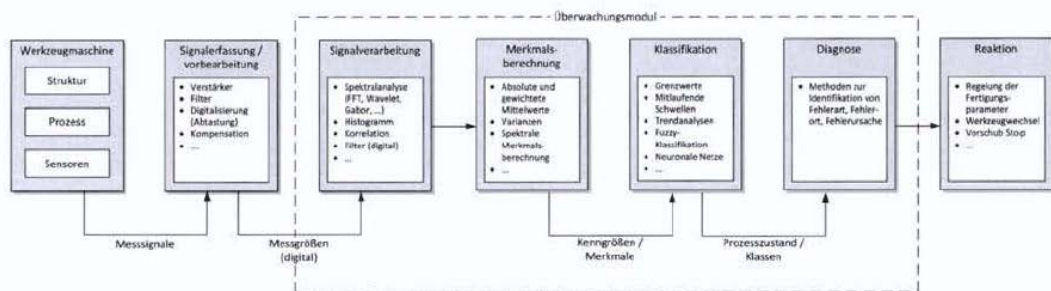 Überwachungsmodul
Werkzeugmaschine
Struktur
Prozess
Sensoren
Signalerfassung /
vorbearbeitung
• Verstärker
• Filter
• Digitalisierung
(Abtastung)
• Kompensation
• ...
Signalverarbeitung
• Spektralanalyse
(FFT, Wavelet,
Gabor, ...)
• Histogramm
• Korrelation
• Filter (digital)
• ...
Merkmals-
berechnung
• Absolute und
gewichtete
Mittelwerte
• Varianzen
• Spektrale
Merkmals-
berechnung
• ...
Klassifikation
• Grenzwerte
• Mitlaufende
Schwellen
• Trendanalysen
• Fuzzy-
Klassifikation
• Neuronale Netze
• ...
Diagnose
• Methoden zur
Identifikation von
Fehlerart, Fehler-
ort, Fehlerursache
Reaktion
• Regelung der
Fertigungs-
parameter
• Werkzeugwechsel
• Vorschub Stop
• ...
Messsignale
Messgrößen
(digital)
Kenngrößen /
Merkmale
Prozesszustand /
Klassen